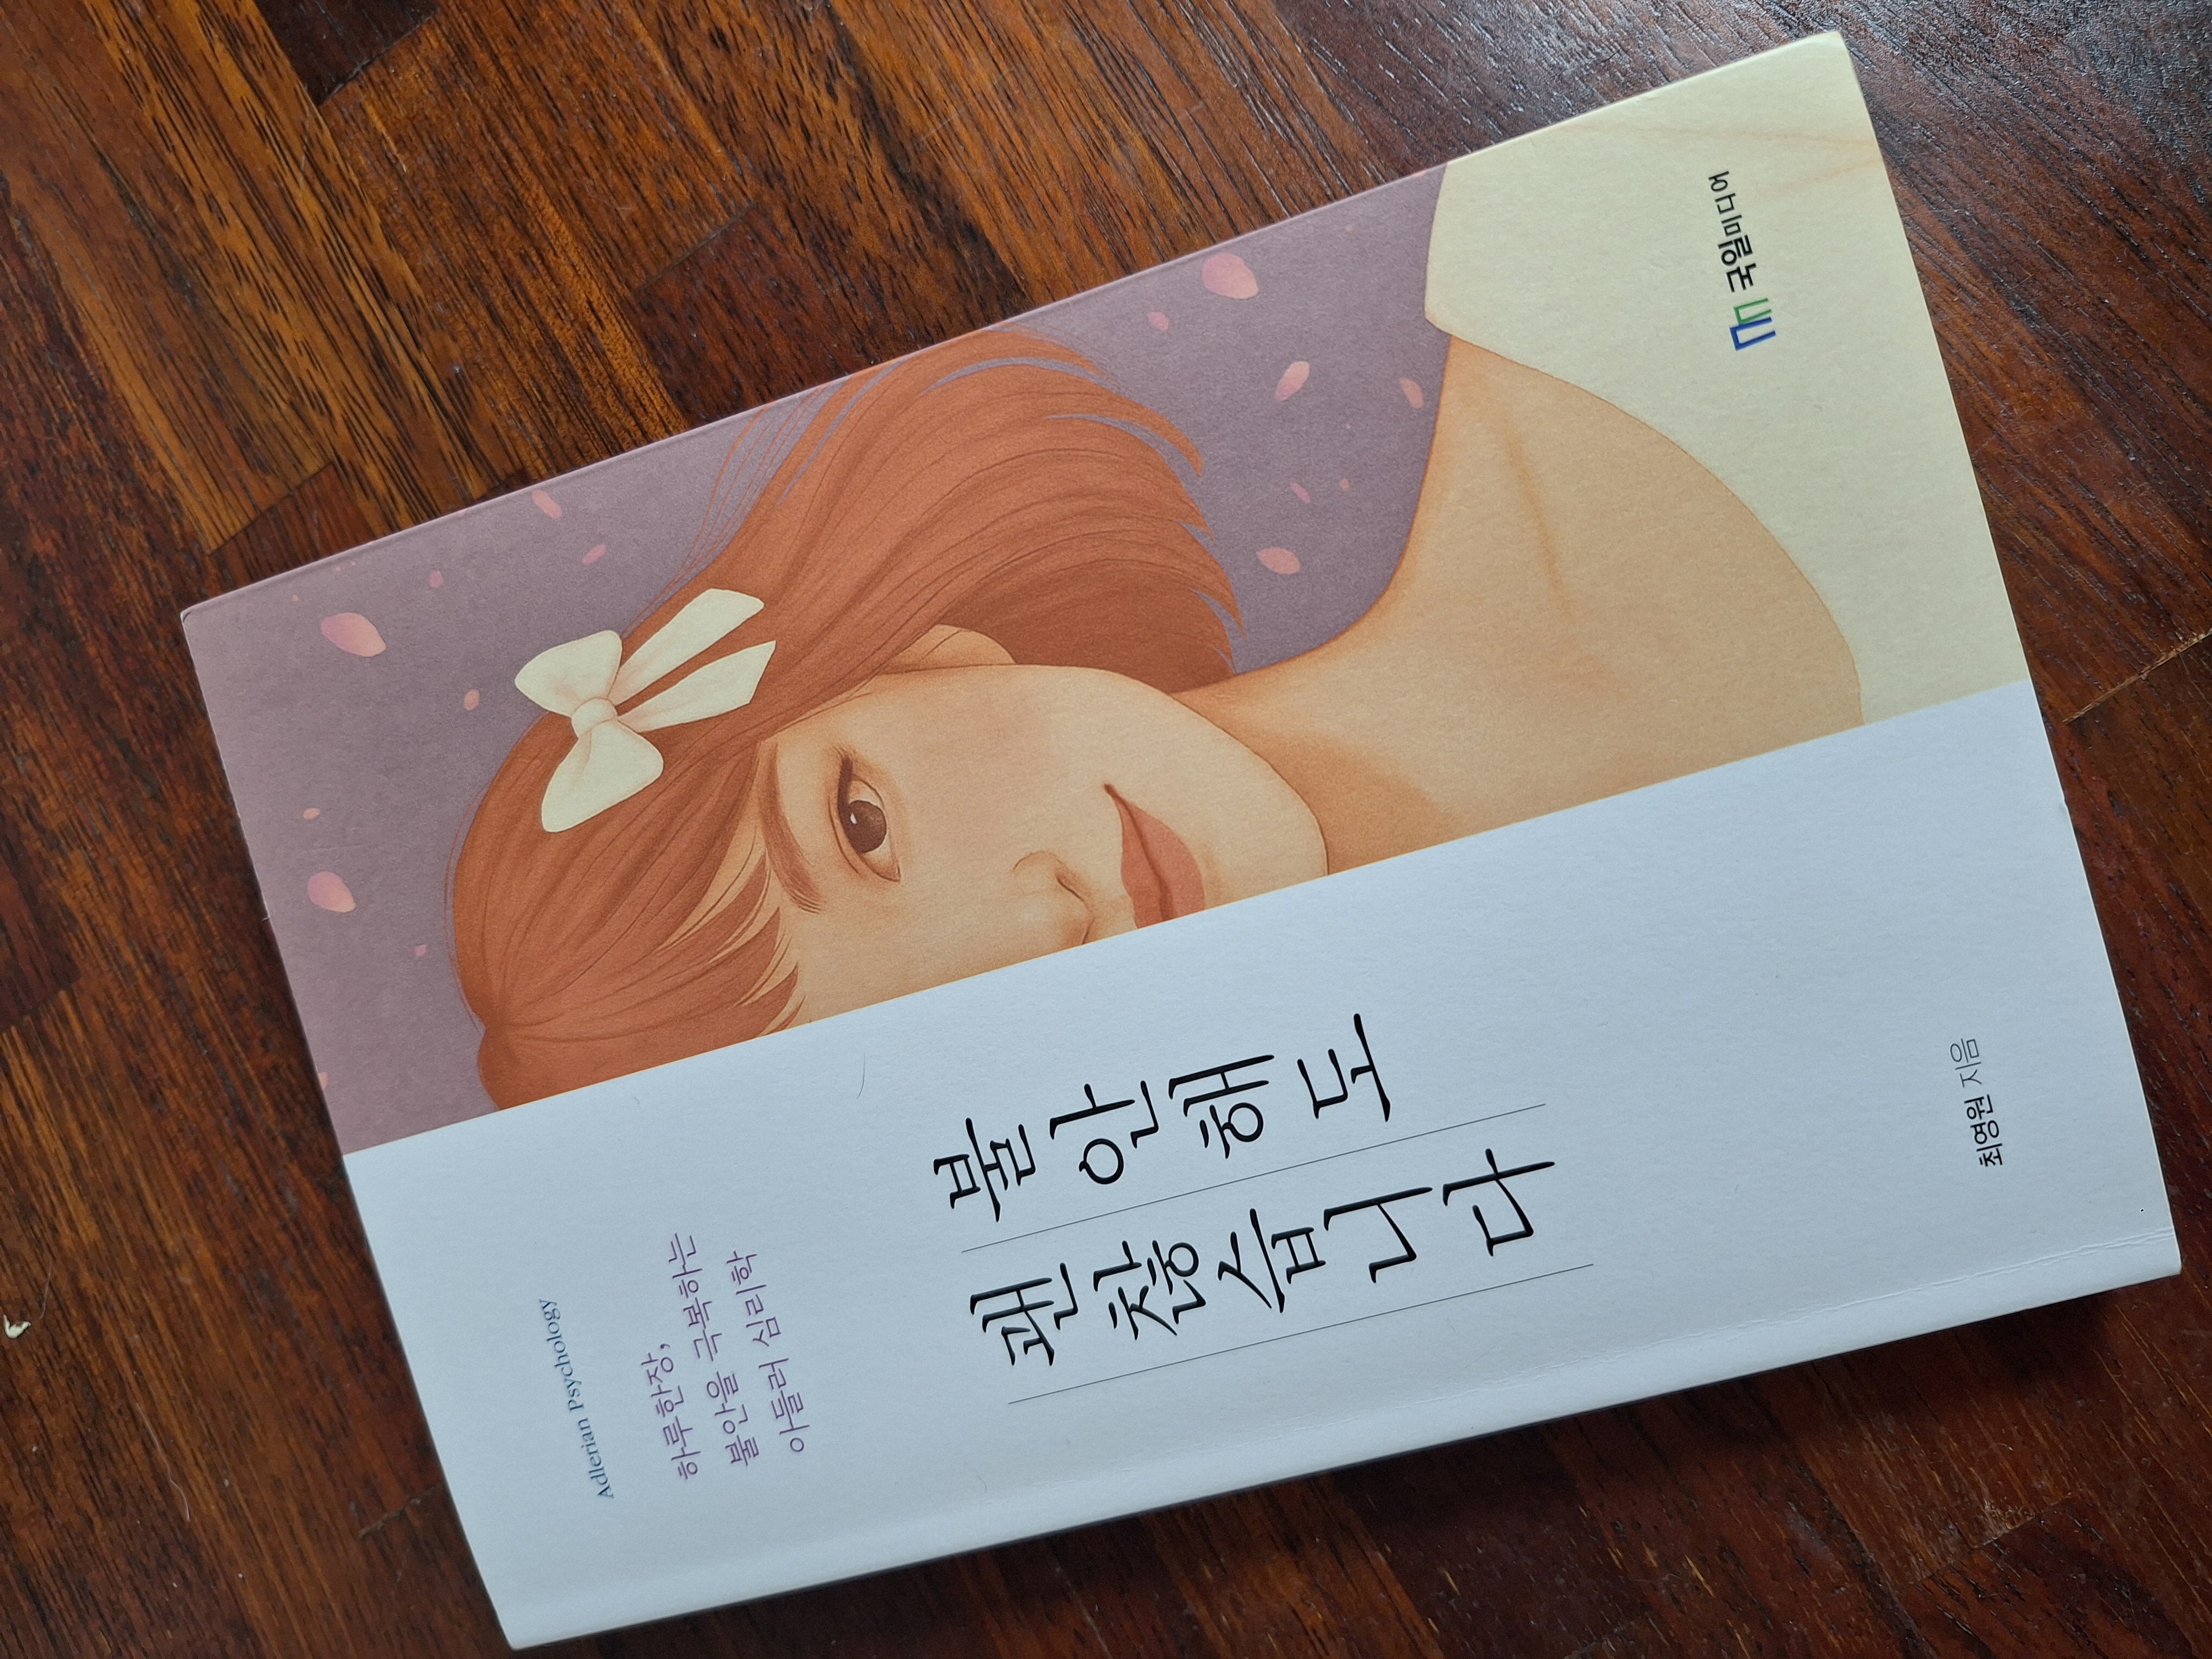 Adlerian Psychology
하루한장,
불안을 극복하는
아들러 심리학
불안해도
괜찮습니다
최영원 지음
국일미디어